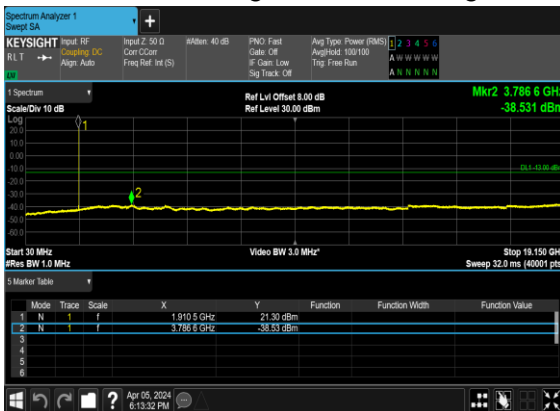 Spectrum Analyzer 1
Swept SA
KEYSIGHT Input: RF Input Z: 50 Ω #Atten: 40 dB PNO: Fast Avg Type: Power (RMS) 1 2 3 4 5 6
RLT Coupling: DC Corr CCorr Gate: Off Avg|Hold: 100/100 A W W W W W
Align: Auto Freq Ref: Int (S) IF Gain: Low Trig: Free Run
Sig Track: Off A N N N N N
1 Spectrum
Ref Lvl Offset 8.00 dB Mkr2 3.786 6 GHz
Scale/Div 10 dB Ref Level 30.00 dBm -38.531 dBm
Log
20.0
10.0
0.00
-10.0
DL1 -13.00 dBm
-20.0
-30.0
-40.0
-50.0
-60.0
1
2
Start 30 MHz Video BW 3.0 MHz* Stop 19.150 GH
#Res BW 1.0 MHz Sweep 32.0 ms (40001 pts
5 Marker Table
Mode Trace Scale X Y Function Function Width Function Value
1 N 1 f 1.910 5 GHz 21.30 dBm
2 N 1 f 3.786 6 GHz -38.53 dBm
3
4
5
6
? Apr 05, 2024
6:13:32 PM